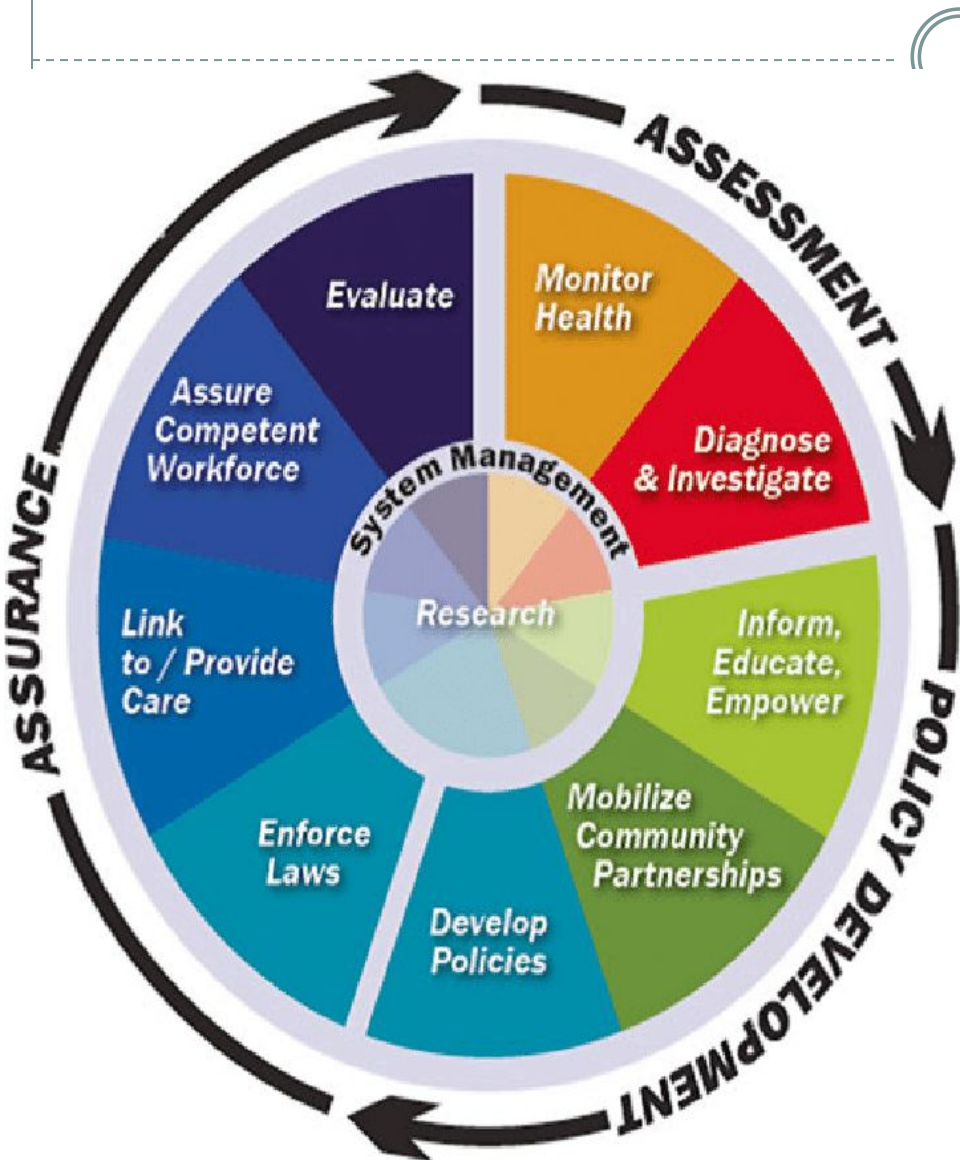 ASSESSMENT
Monitor
Health
Diagnose
& Investigate
Inform,
Educate,
Empower
POLICY DEVELOPMENT
Mobilize
Community
Partnerships
Develop
Policies
Enforce
Laws
Link
to / Provide
Care
ASSURANCE
Assure
Competent
Workforce
Evaluate
System Management
Research